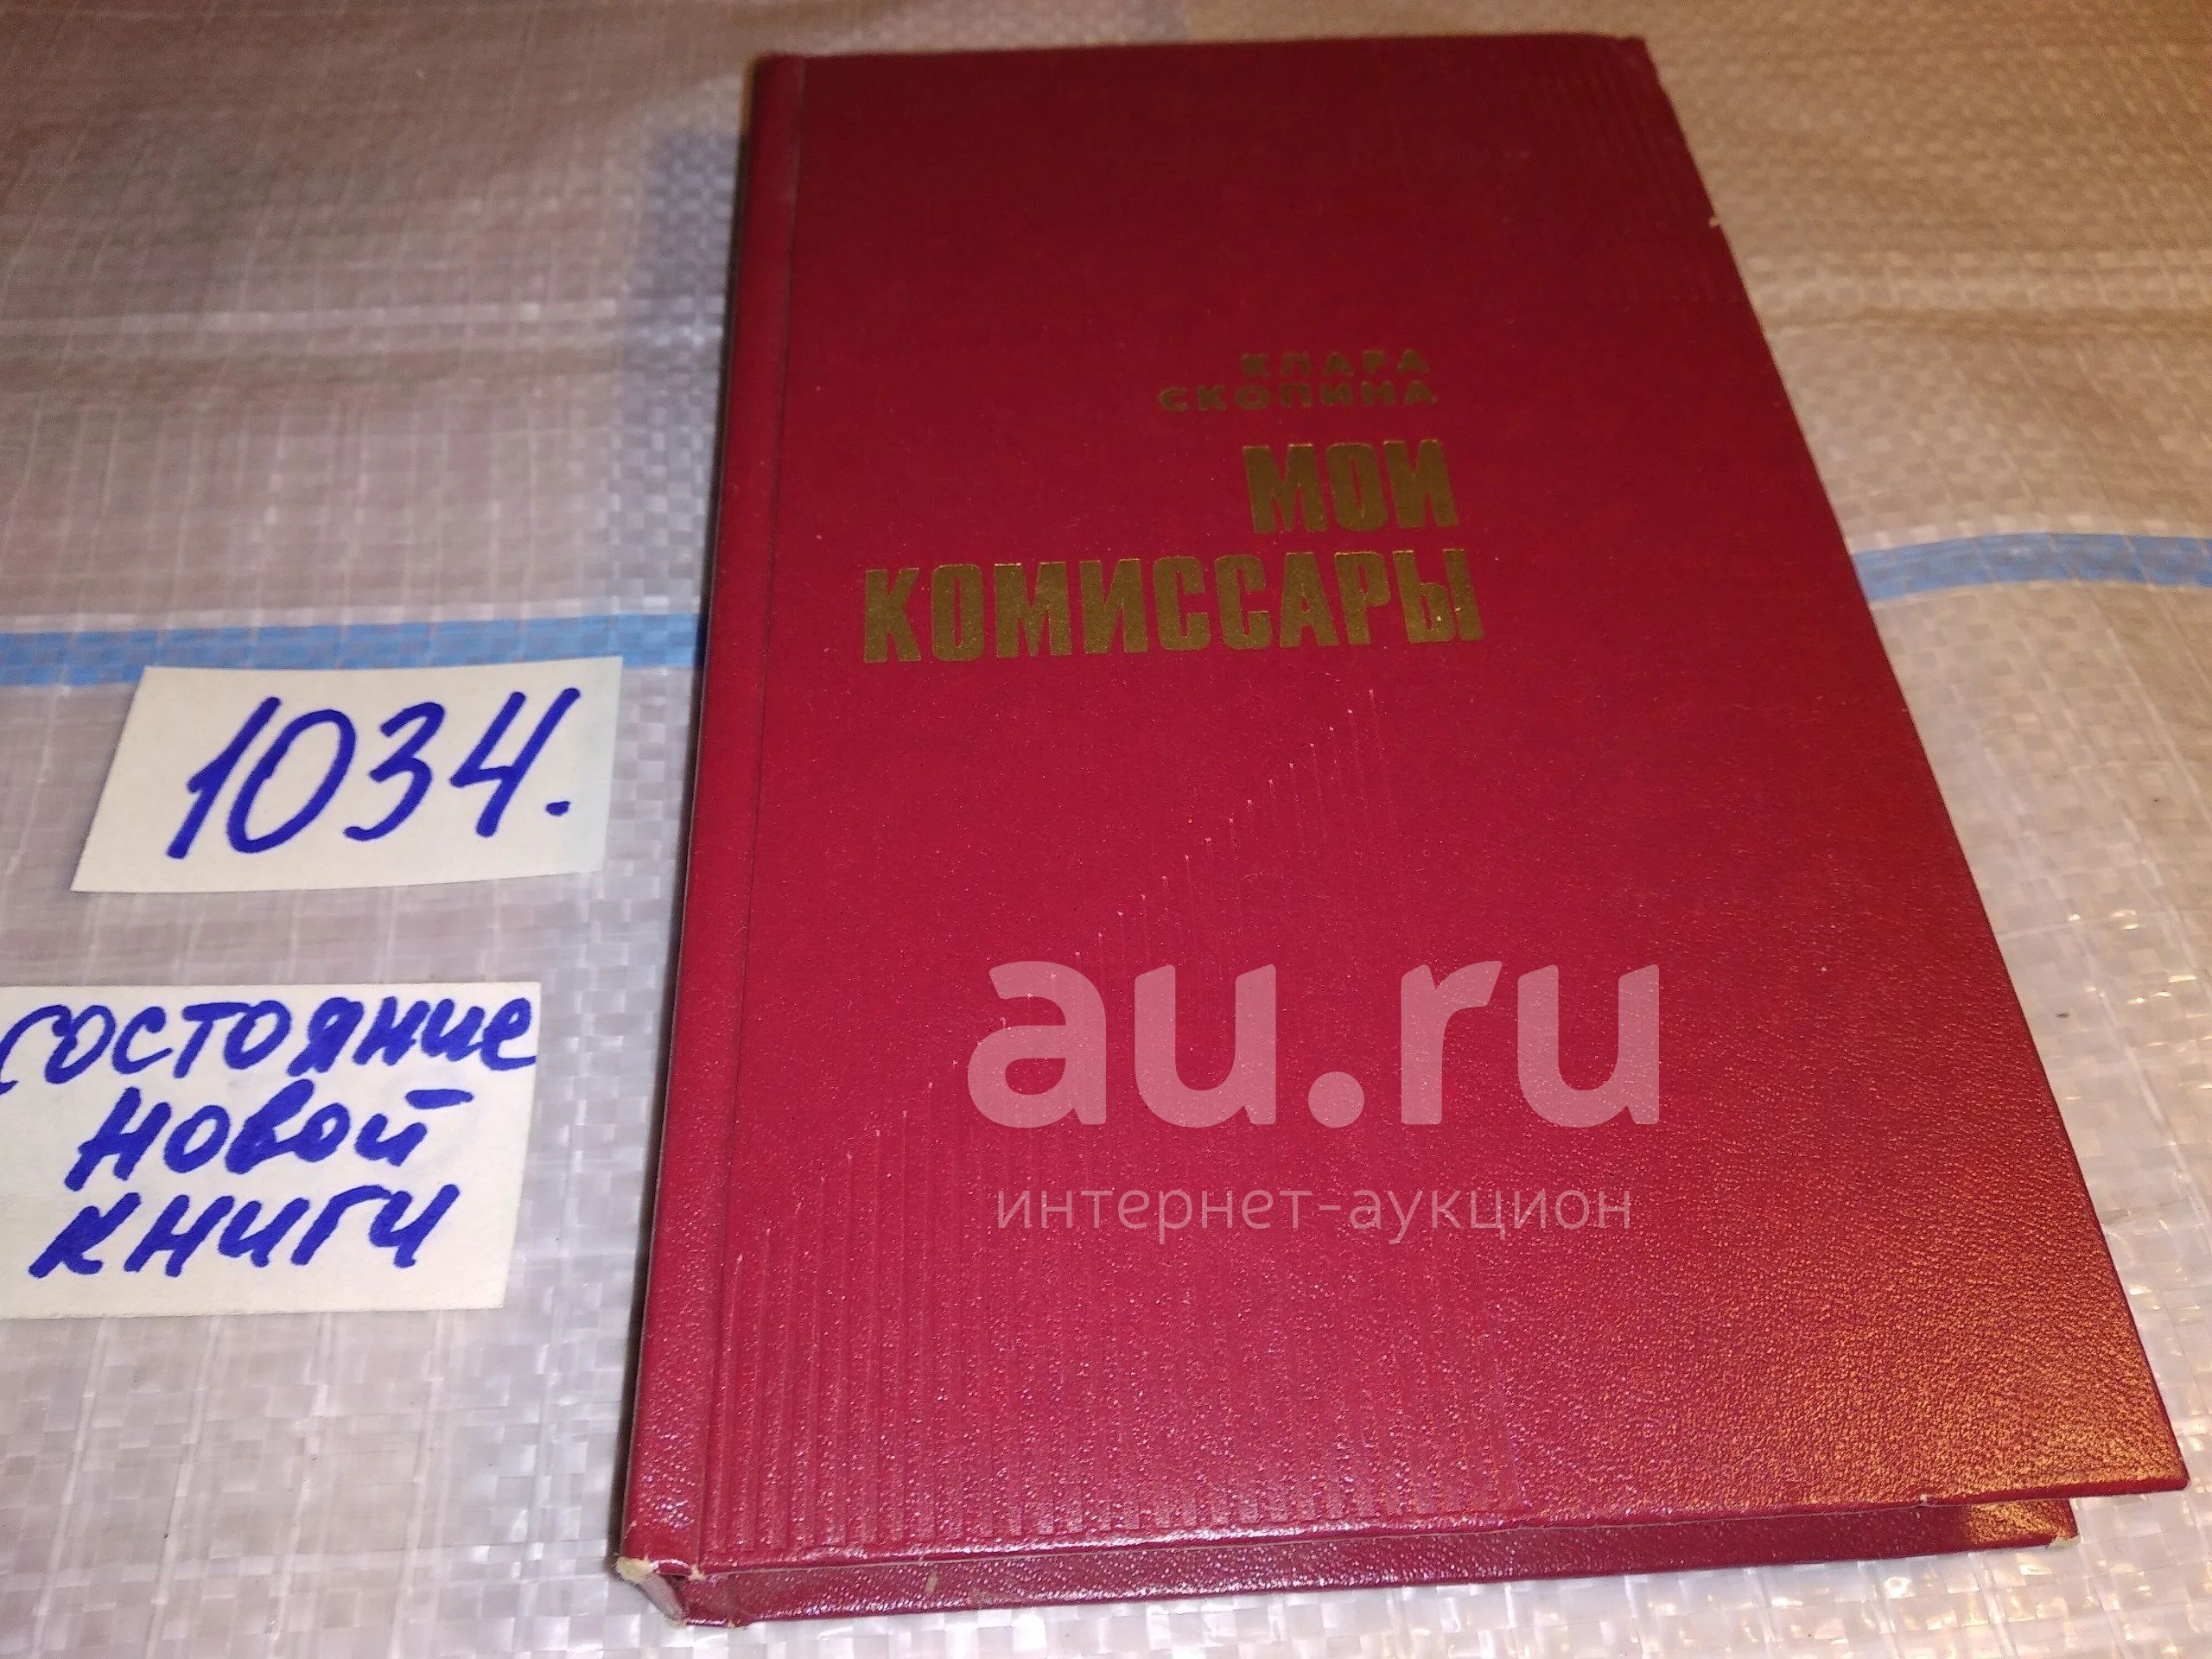 КЛАРА
СКОПИНА
МОИ
КОМИССАРЫ
1034.
состояние
новой
книги
au.ru
интернет-аукцион